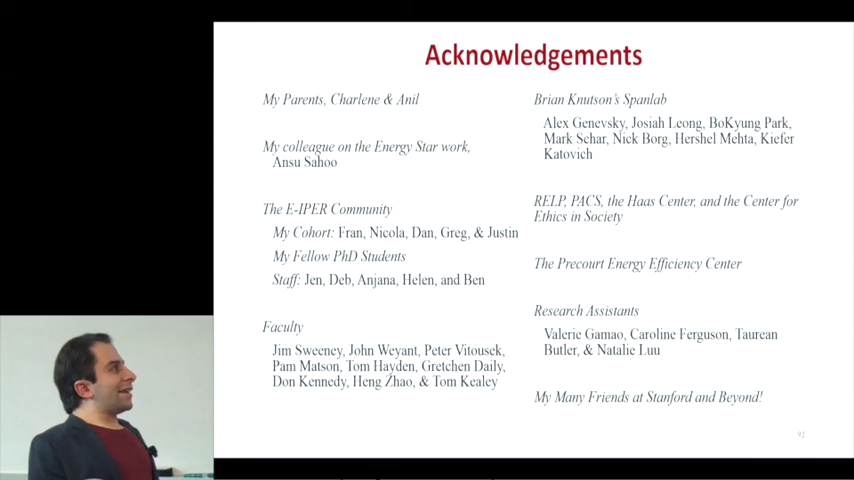 Acknowledgements
My Parents, Charlene & Anil
My colleague on the Energy Star work,
Ansu Sahoo
The E-IPER Community
My Cohort: Fran, Nicola, Dan, Greg, & Justin
My Fellow PhD Students
Staff: Jen, Deb, Anjana, Helen, and Ben
Faculty
Jim Sweeney, John Weyant, Peter Vitousek,
Pam Matson, Tom Hayden, Gretchen Daily,
Don Kennedy, Heng Zhao, & Tom Kealey
Brian Knutson's Spanlab
Alex Genevsky, Josiah Leong, BoKyung Park,
Mark Schar, Nick Borg, Hershel Mehta, Kiefer
Katovich
RELP, PACS, the Haas Center, and the Center for
Ethics in Society
The Precourt Energy Efficiency Center
Research Assistants
Valerie Gamao, Caroline Ferguson, Taurean
Butler, & Natalie Luu
My Many Friends at Stanford and Beyond!